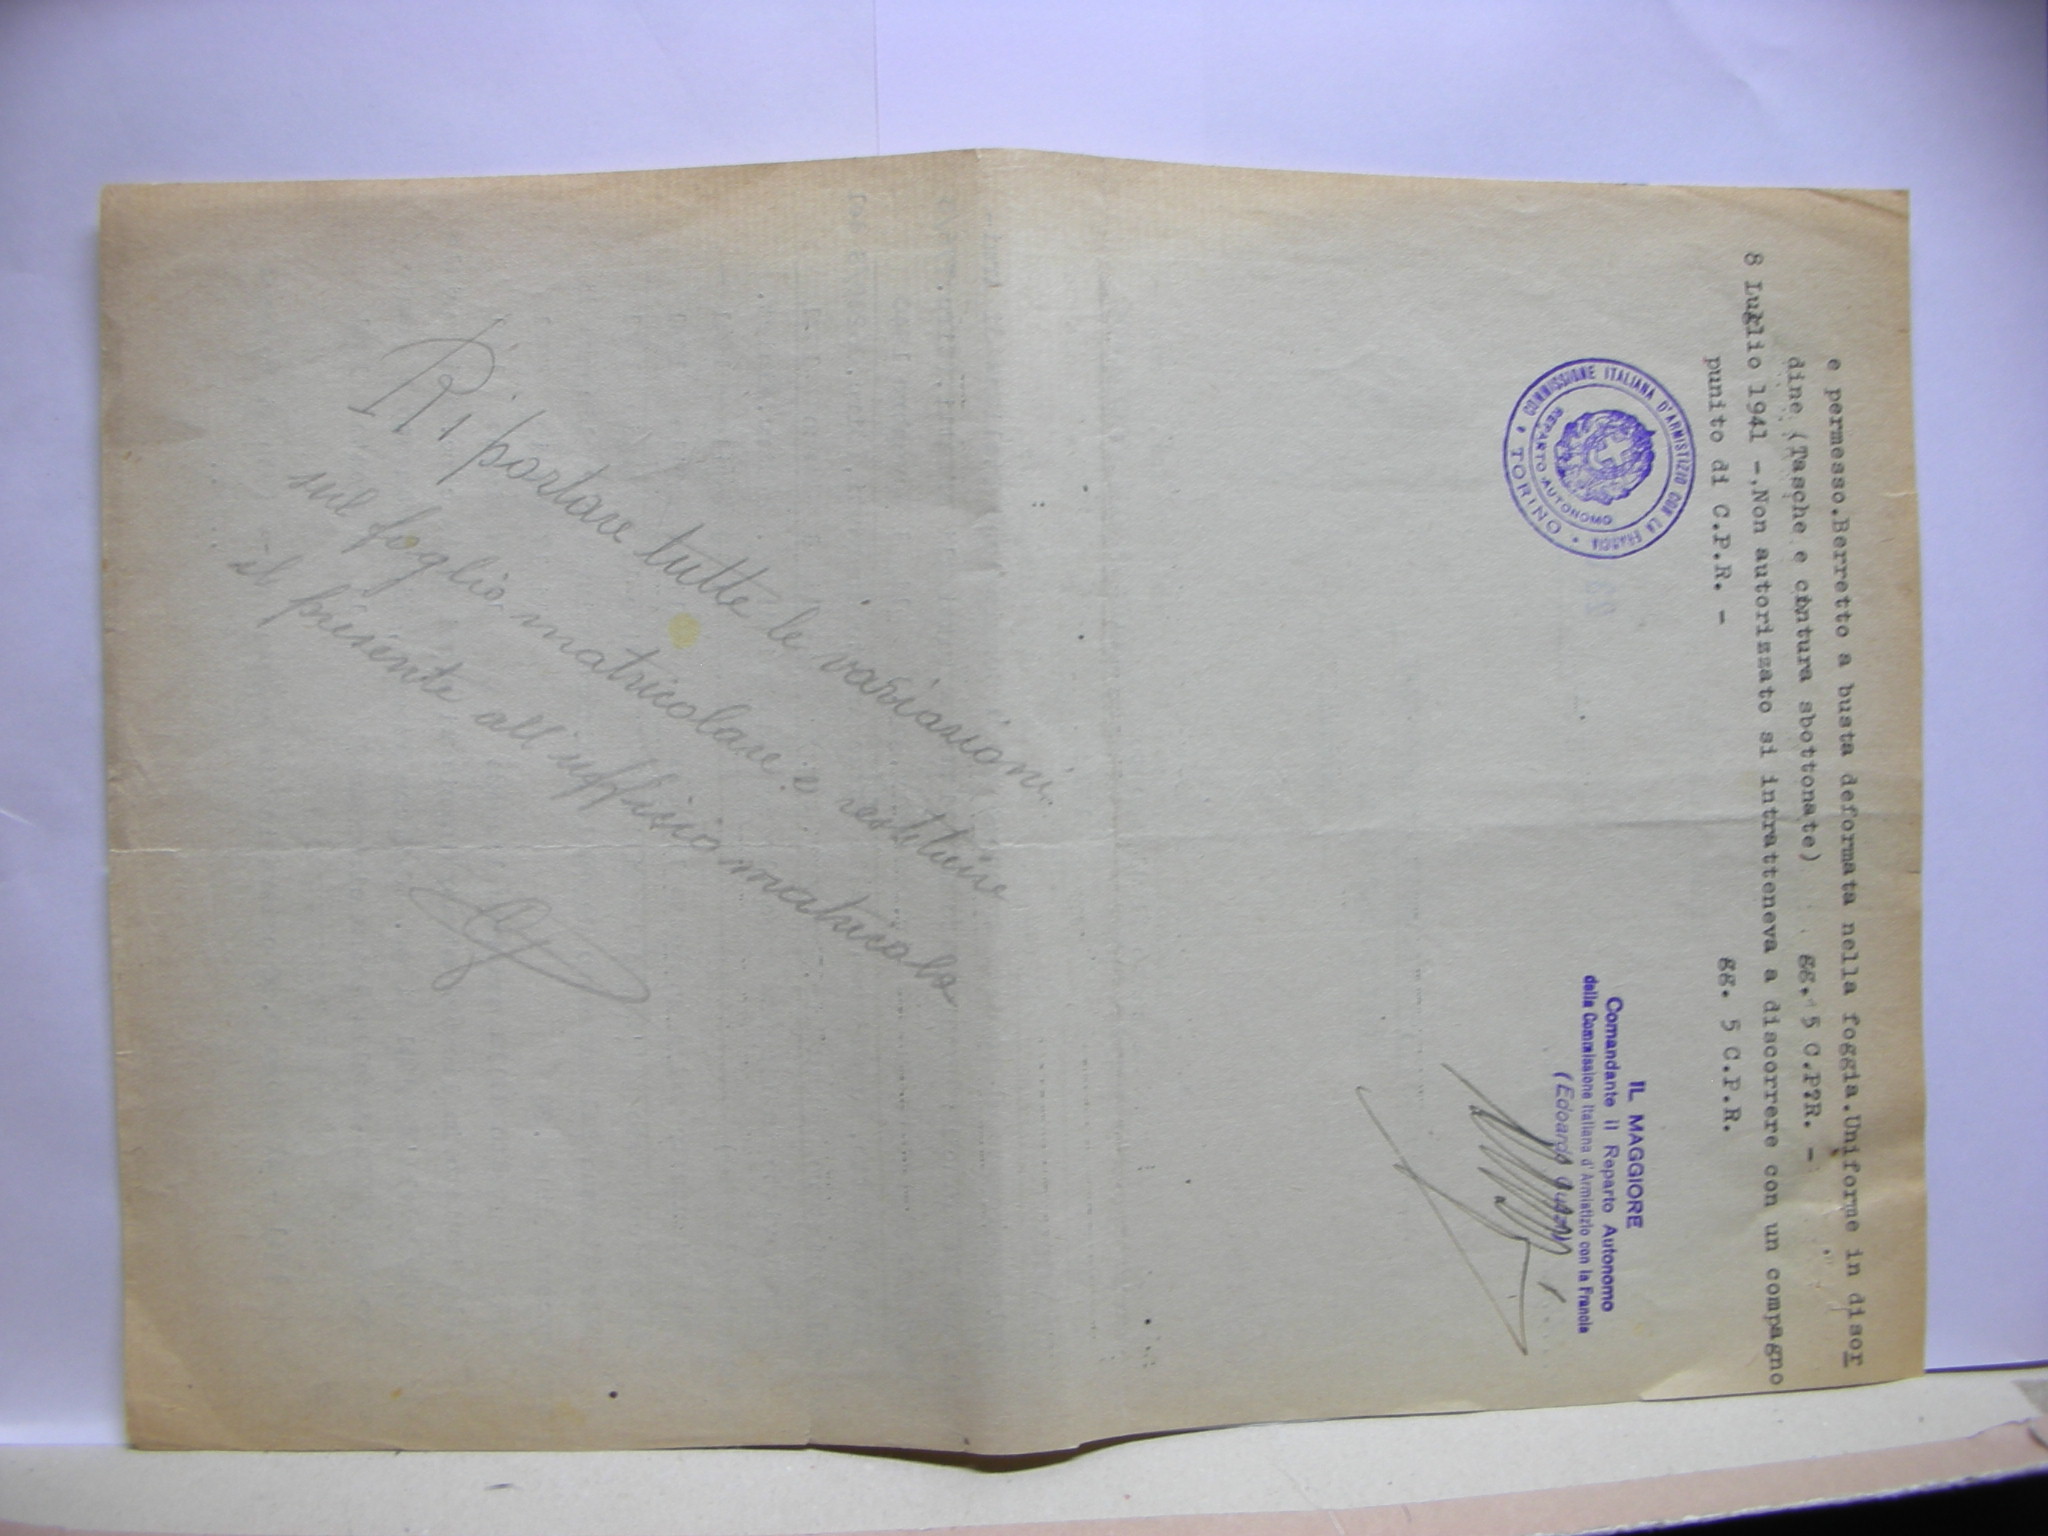 e permesso.Berretto a busta deformata nella foggia.Uniforme in disor
dine (Tasche e cintura sbottonate) gg. 5 C.P?R. -
8 Luglio 1941 -,Non autorizzato si intratteneva a discorrere con un compagno
punito di C.P.R. - gg. 5 C.P.R.
COMMISSIONE ITALIANA D'ARMISTIZIO CON LA FRANCIA
REPARTO AUTONOMO
TORINO
IL MAGGIORE
Comandante il Reparto Autonomo
della Commissione Italiana d'Armistizio con la Francia
(Edoardo
Riportare tutte le variazioni
sul foglio matricolare e restituire
il presente all'ufficio matricola